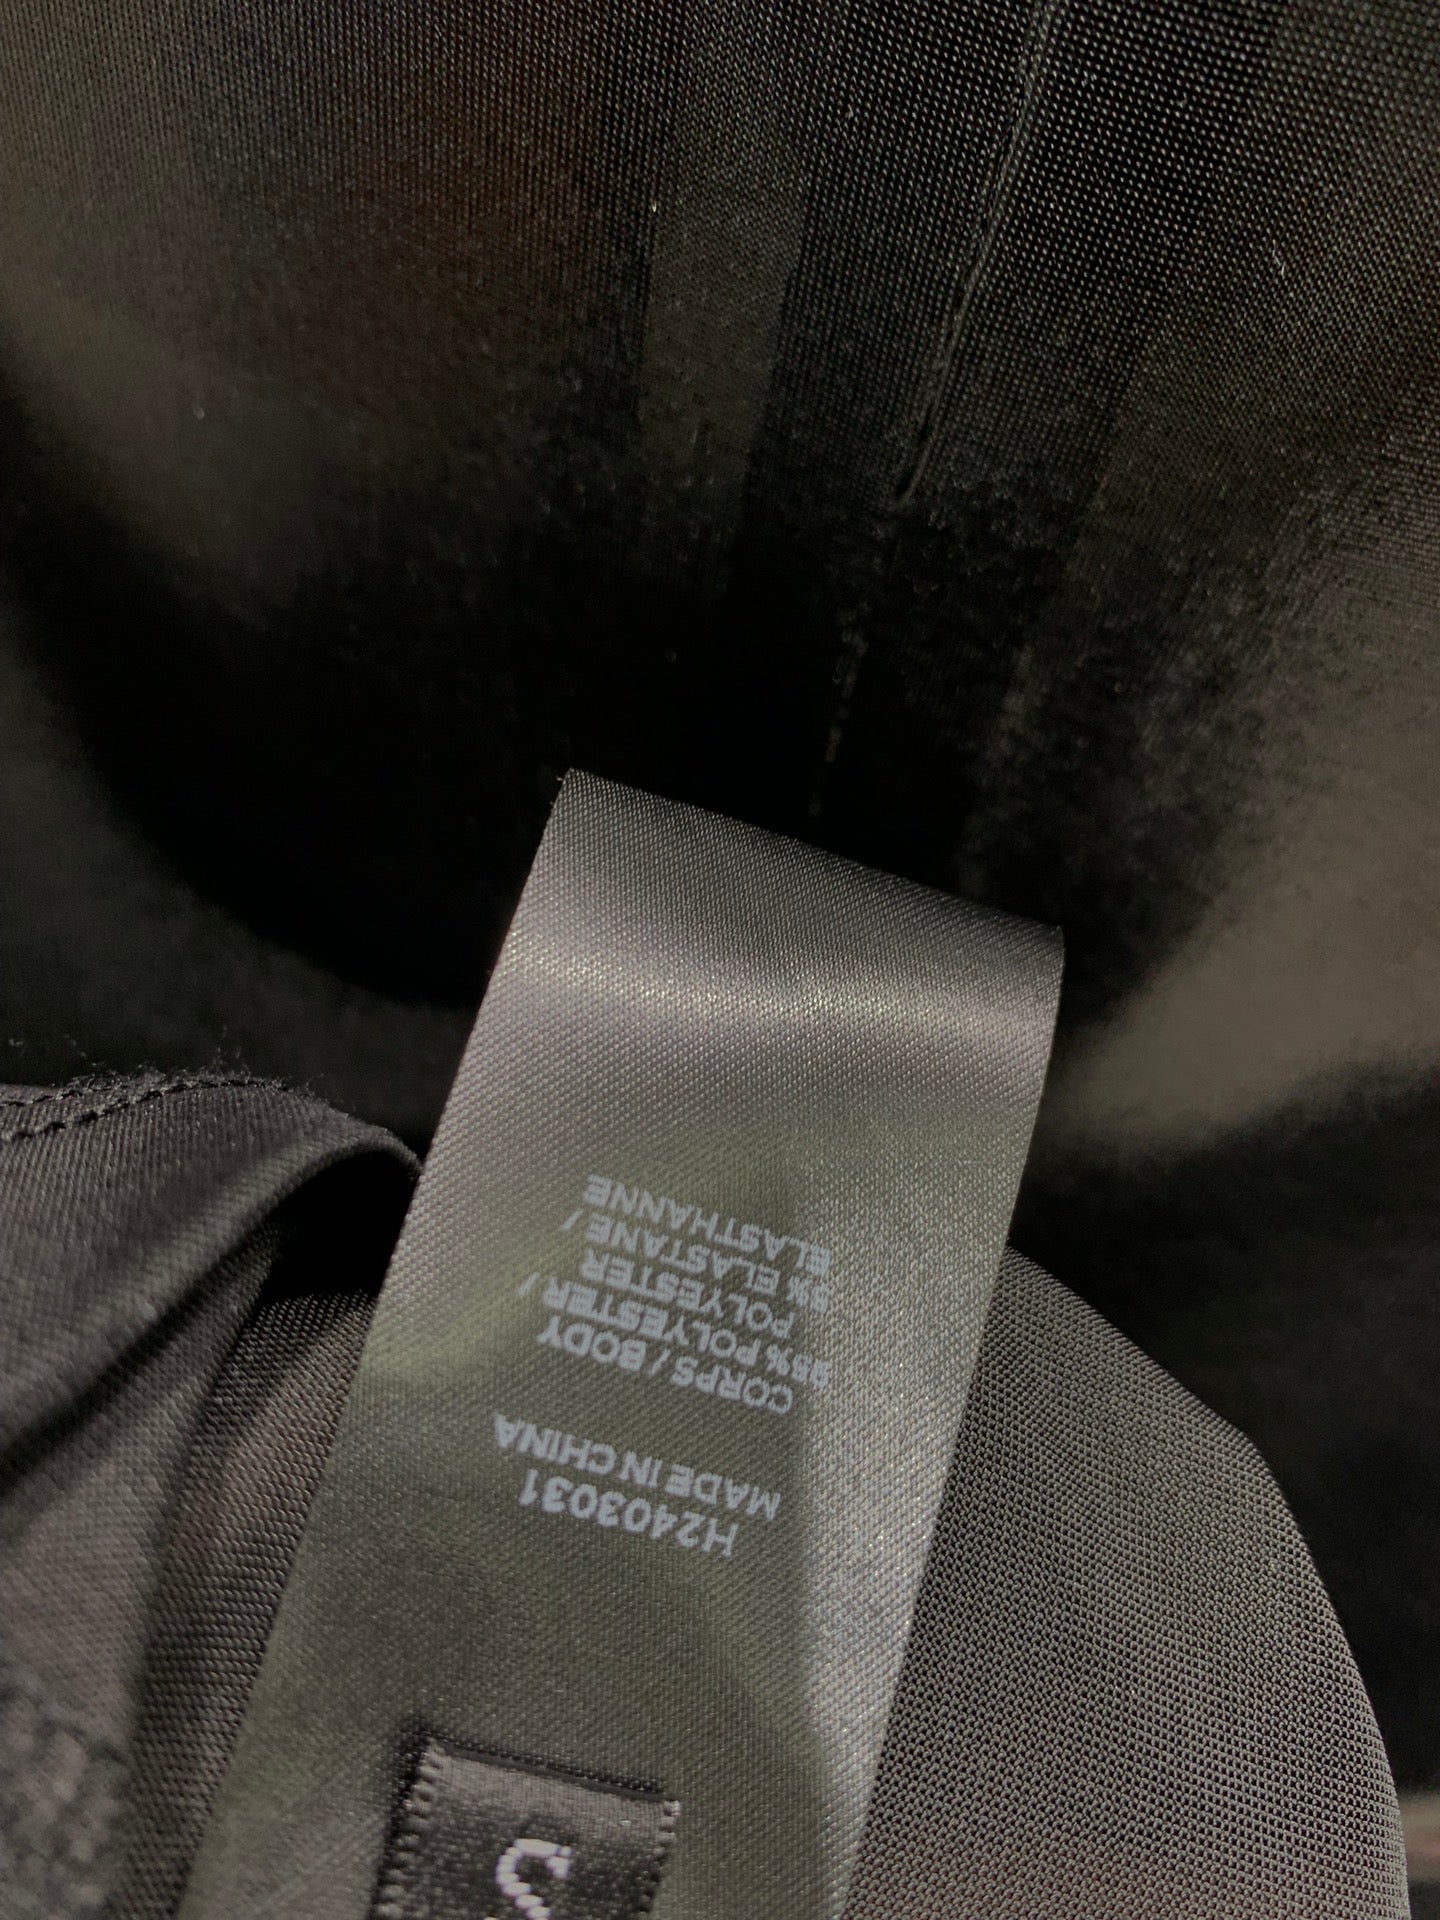 H2403031
MADE IN CHINA
CORPS / BODY
95% POLYESTER /
POLYESTER
5% ELASTANE /
ELASTHANNE